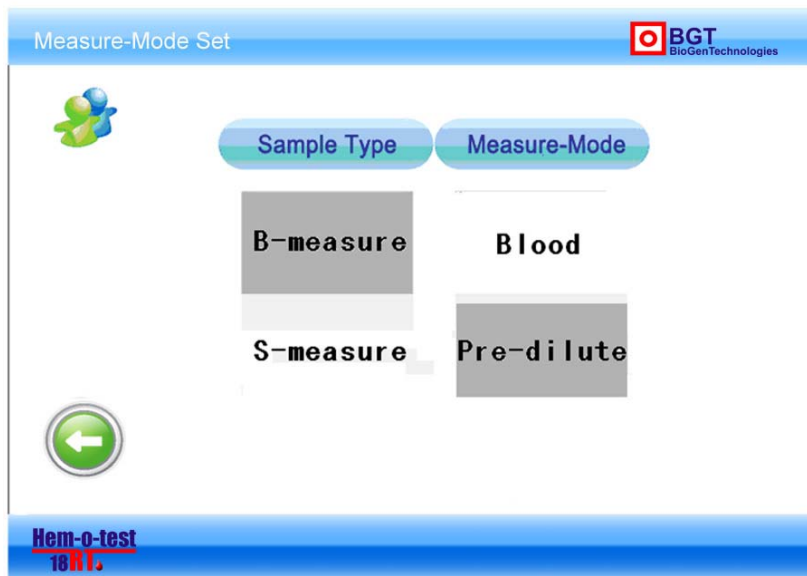 Measure-Mode Set
BGT
BioGenTechnologies
Sample Type Measure-Mode
B-measure Blood
S-measure Pre-dilute
Hem-o-test
18RT.